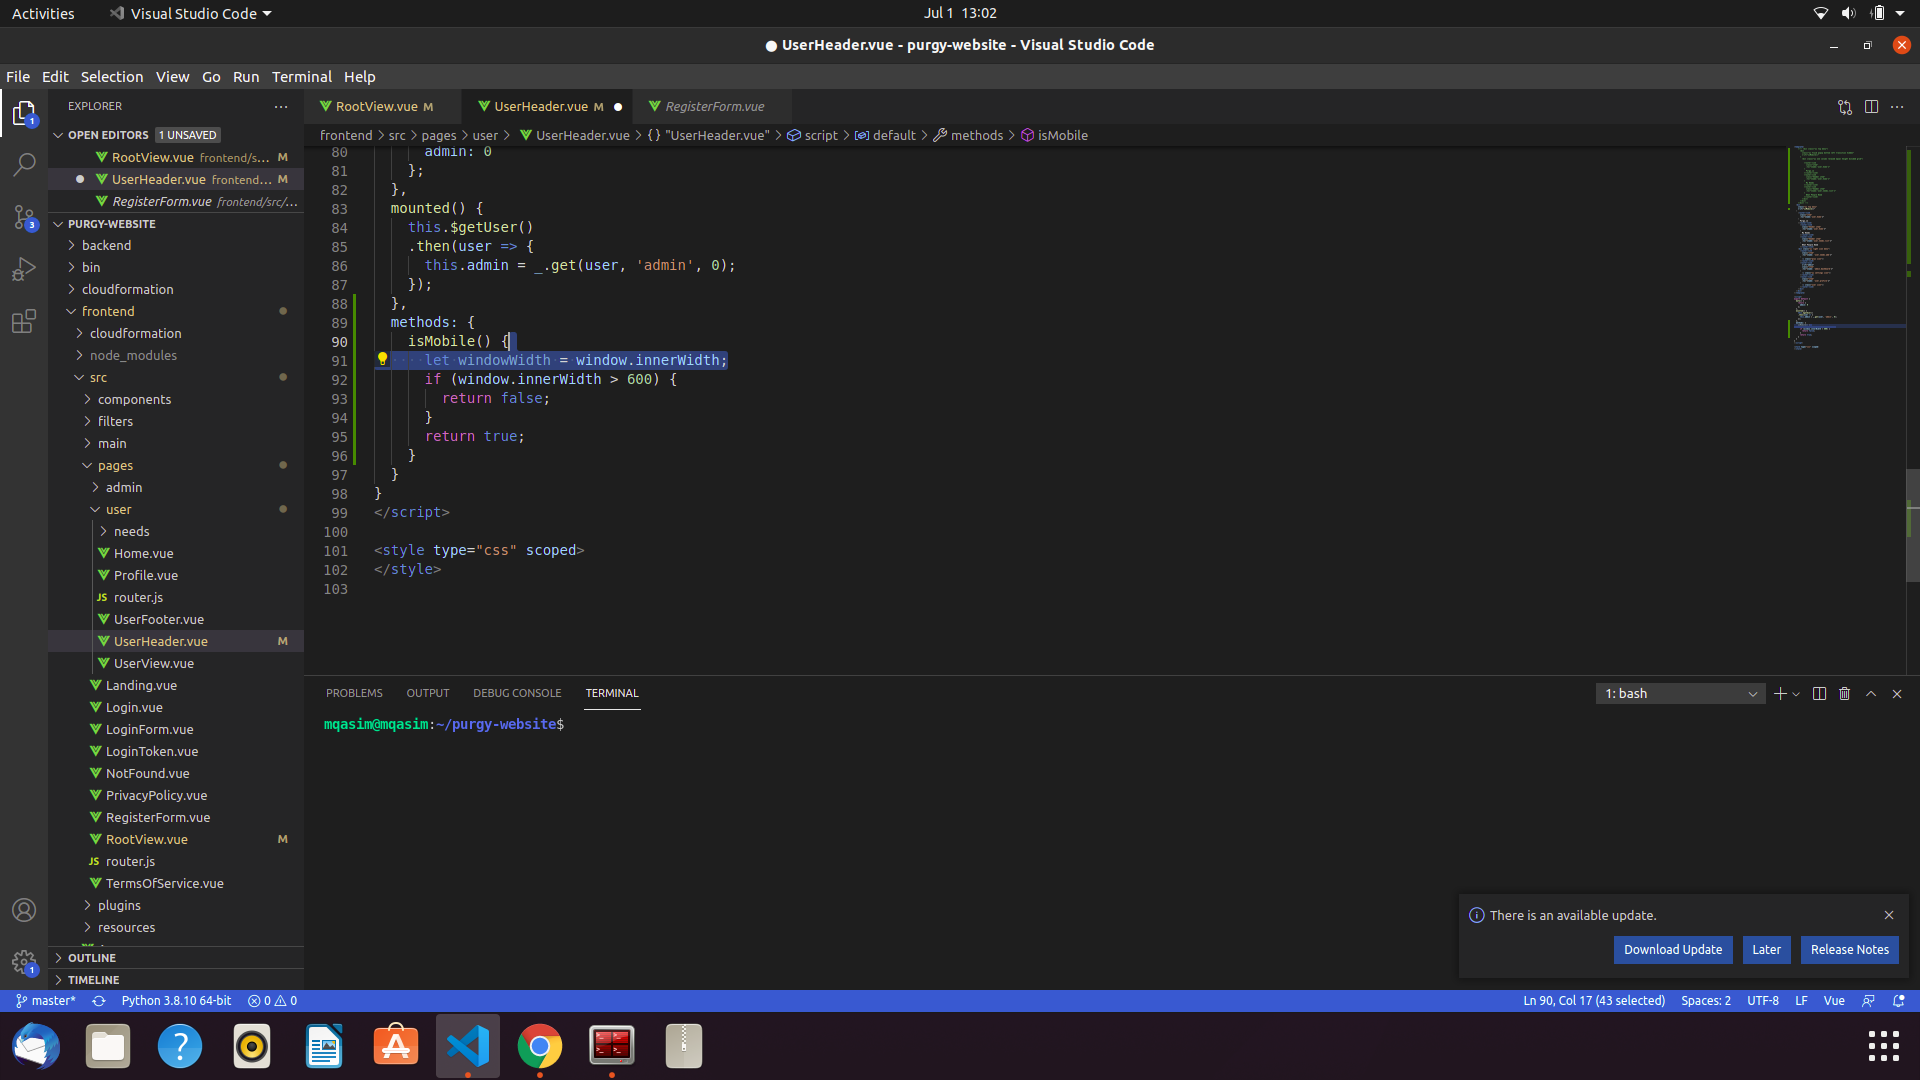 Activities
Visual Studio Code
Jul 1 13:02
● UserHeader.vue - purgy-website - Visual Studio Code
File Edit Selection View Go Run Terminal Help
EXPLORER
OPEN EDITORS 1 UNSAVED
RootView.vue frontend/s... M
UserHeader.vue frontend... M
RegisterForm.vue frontend/src/...
PURGY-WEBSITE
backend
bin
cloudformation
frontend
cloudformation
node_modules
src
components
filters
main
pages
admin
user
needs
Home.vue
Profile.vue
JS router.js
UserFooter.vue
UserHeader.vue M
UserView.vue
Landing.vue
Login.vue
LoginForm.vue
LoginToken.vue
NotFound.vue
PrivacyPolicy.vue
RegisterForm.vue
RootView.vue M
JS router.js
TermsOfService.vue
plugins
resources
OUTLINE
TIMELINE
1
3
1
RootView.vue M
UserHeader.vue M
RegisterForm.vue
frontend > src > pages > user > UserHeader.vue > {} "UserHeader.vue" > script > default > methods > isMobile
80 admin: 0
81 };
82 },
83 mounted() {
84 this.$getUser()
85 .then(user => {
86 this.admin = _.get(user, 'admin', 0);
87 });
88 },
89 methods: {
90 isMobile() {
91 let windowWidth = window.innerWidth;
92 if (window.innerWidth > 600) {
93 return false;
94 }
95 return true;
96 }
97 }
98 }
99 </script>
100
101 <style type="css" scoped>
102 </style>
103
PROBLEMS OUTPUT DEBUG CONSOLE TERMINAL
1: bash
mqasim@mqasim:~/purgy-website$
There is an available update.
Download Update
Later
Release Notes
master*
Python 3.8.10 64-bit
0 0
Ln 90, Col 17 (43 selected)
Spaces: 2
UTF-8
LF
Vue